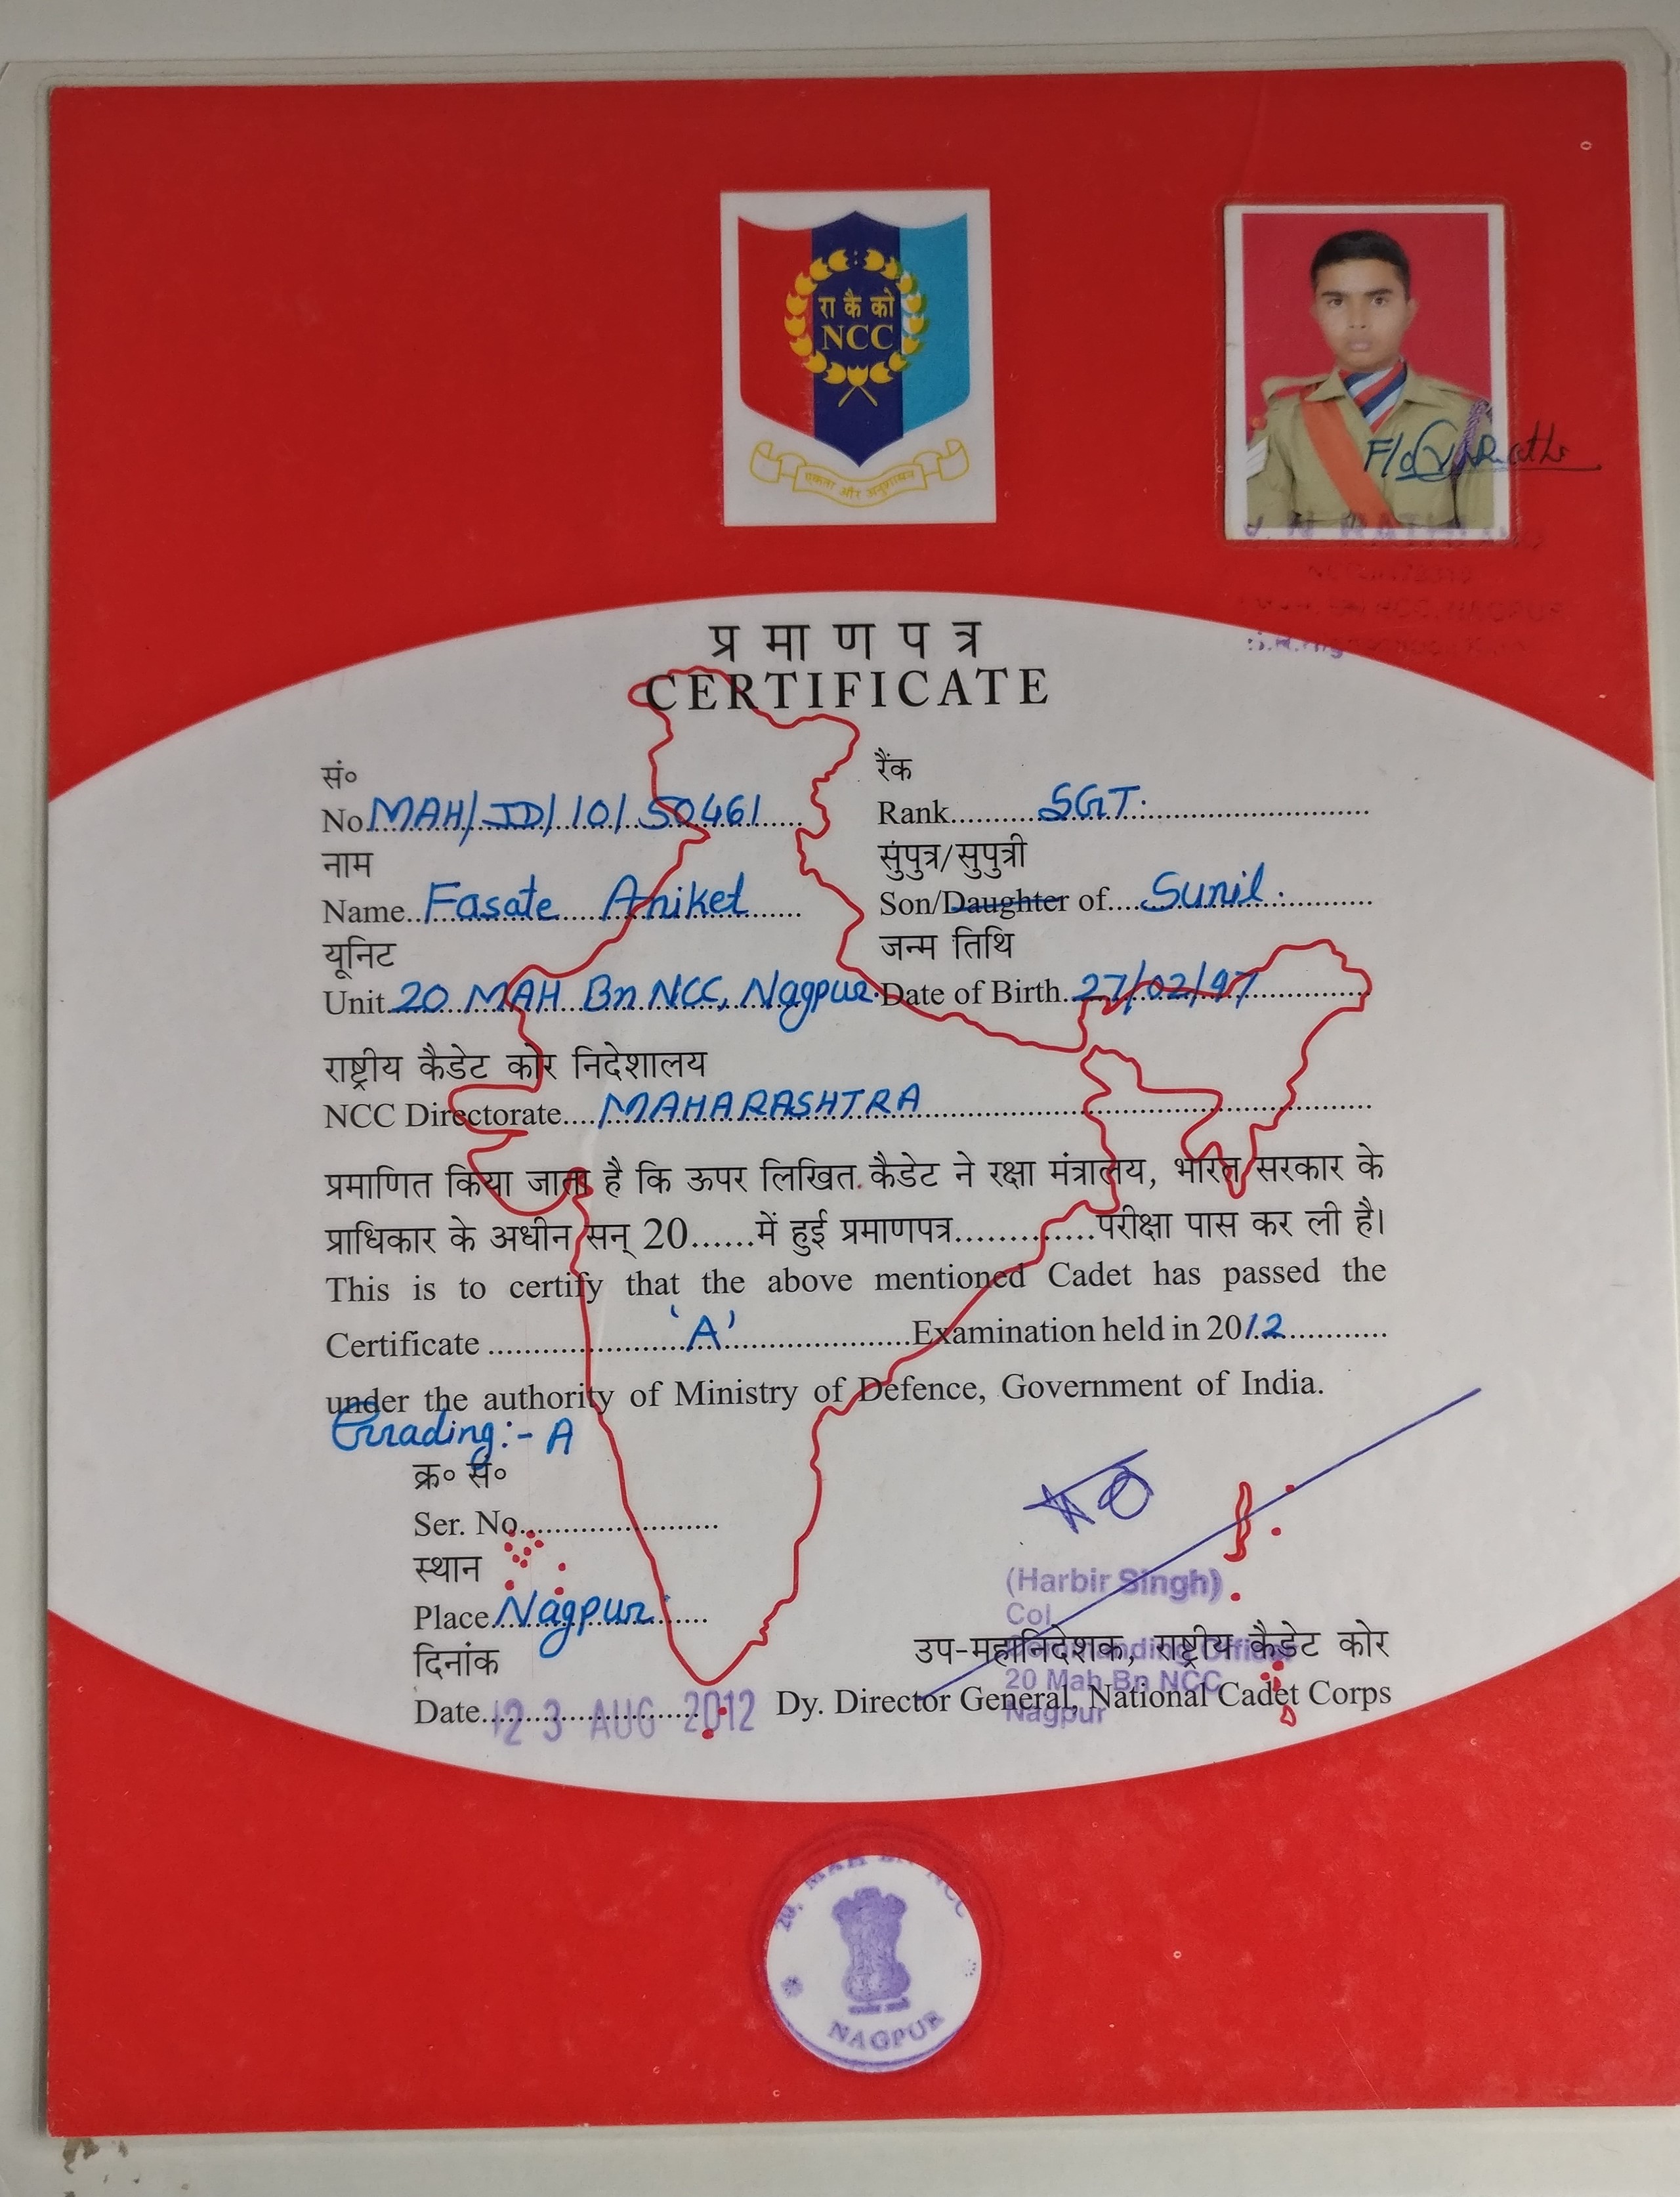 रा कै को
NCC
एकता और अनुशासन
प्रमाणपत्र
CERTIFICATE
सं०
No. MAH/JD/10/50461
रैंक
Rank..........SGT.
नाम
Name..Fasate Aniket
सुपुत्र/सुपुत्री
Son/Daughter of....Sunil.
यूनिट
Unit.20 MAH Bn NCC, Nagpur.
जन्म तिथि
Date of Birth.27/02/97
राष्ट्रीय कैडेट कोर निदेशालय
NCC Directorate....MAHARASHTRA
प्रमाणित किया जाता है कि ऊपर लिखित कैडेट ने रक्षा मंत्रालय, भारत सरकार के
प्राधिकार के अधीन सन् 20......में हुई प्रमाणपत्र.............परीक्षा पास कर ली है।
This is to certify that the above mentioned Cadet has passed the
Certificate ......'A'......Examination held in 2012
under the authority of Ministry of Defence, Government of India.
Grading:- A
क्र० सं०
Ser. No.
स्थान
Place.Nagpur
दिनांक
Date. 23 AUG 2012
(Harbir Singh)
Col
उप-महानिदेशक, राष्ट्रीय कैडेट कोर
20 Mah Bn NCC
Dy. Director General, National Cadet Corps
Nagpur
20, MAH BN NCC
NAGPUR